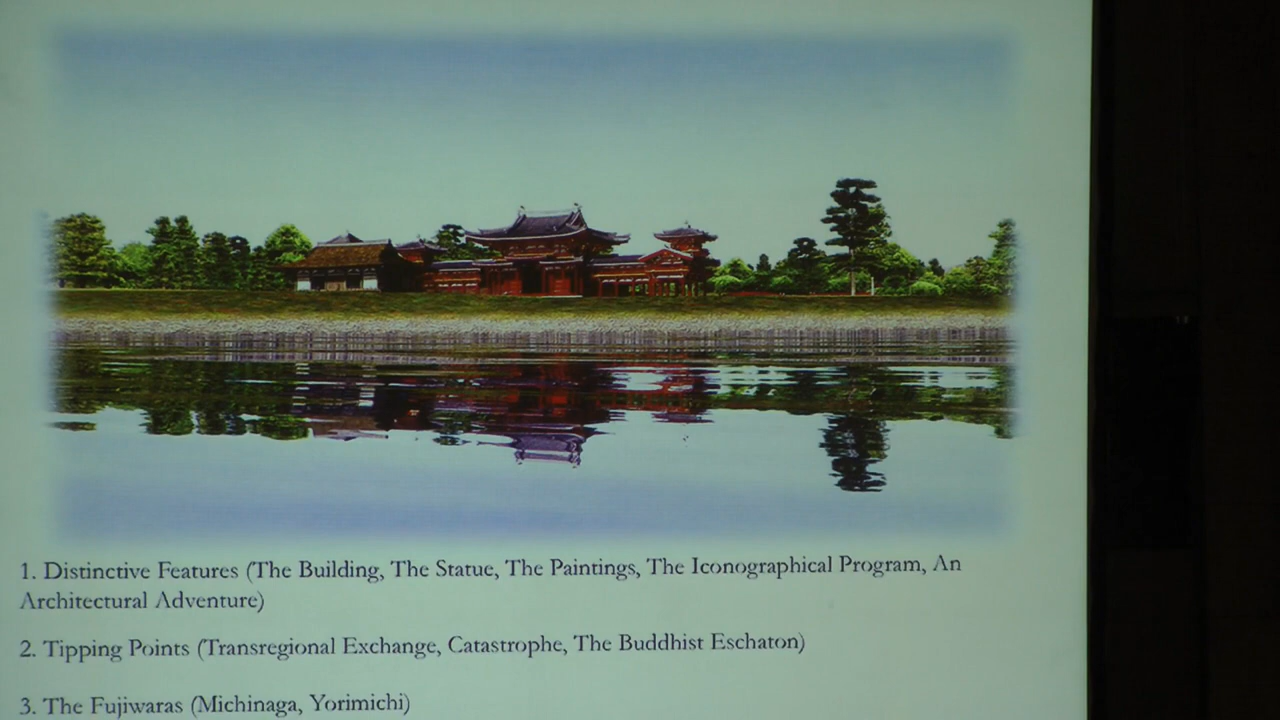 1. Distinctive Features (The Building, The Statue, The Paintings, The Iconographical Program, An
Architectural Adventure)
2. Tipping Points (Transregional Exchange, Catastrophe, The Buddhist Eschaton)
3. The Fujiwaras (Michinaga, Yorimichi)